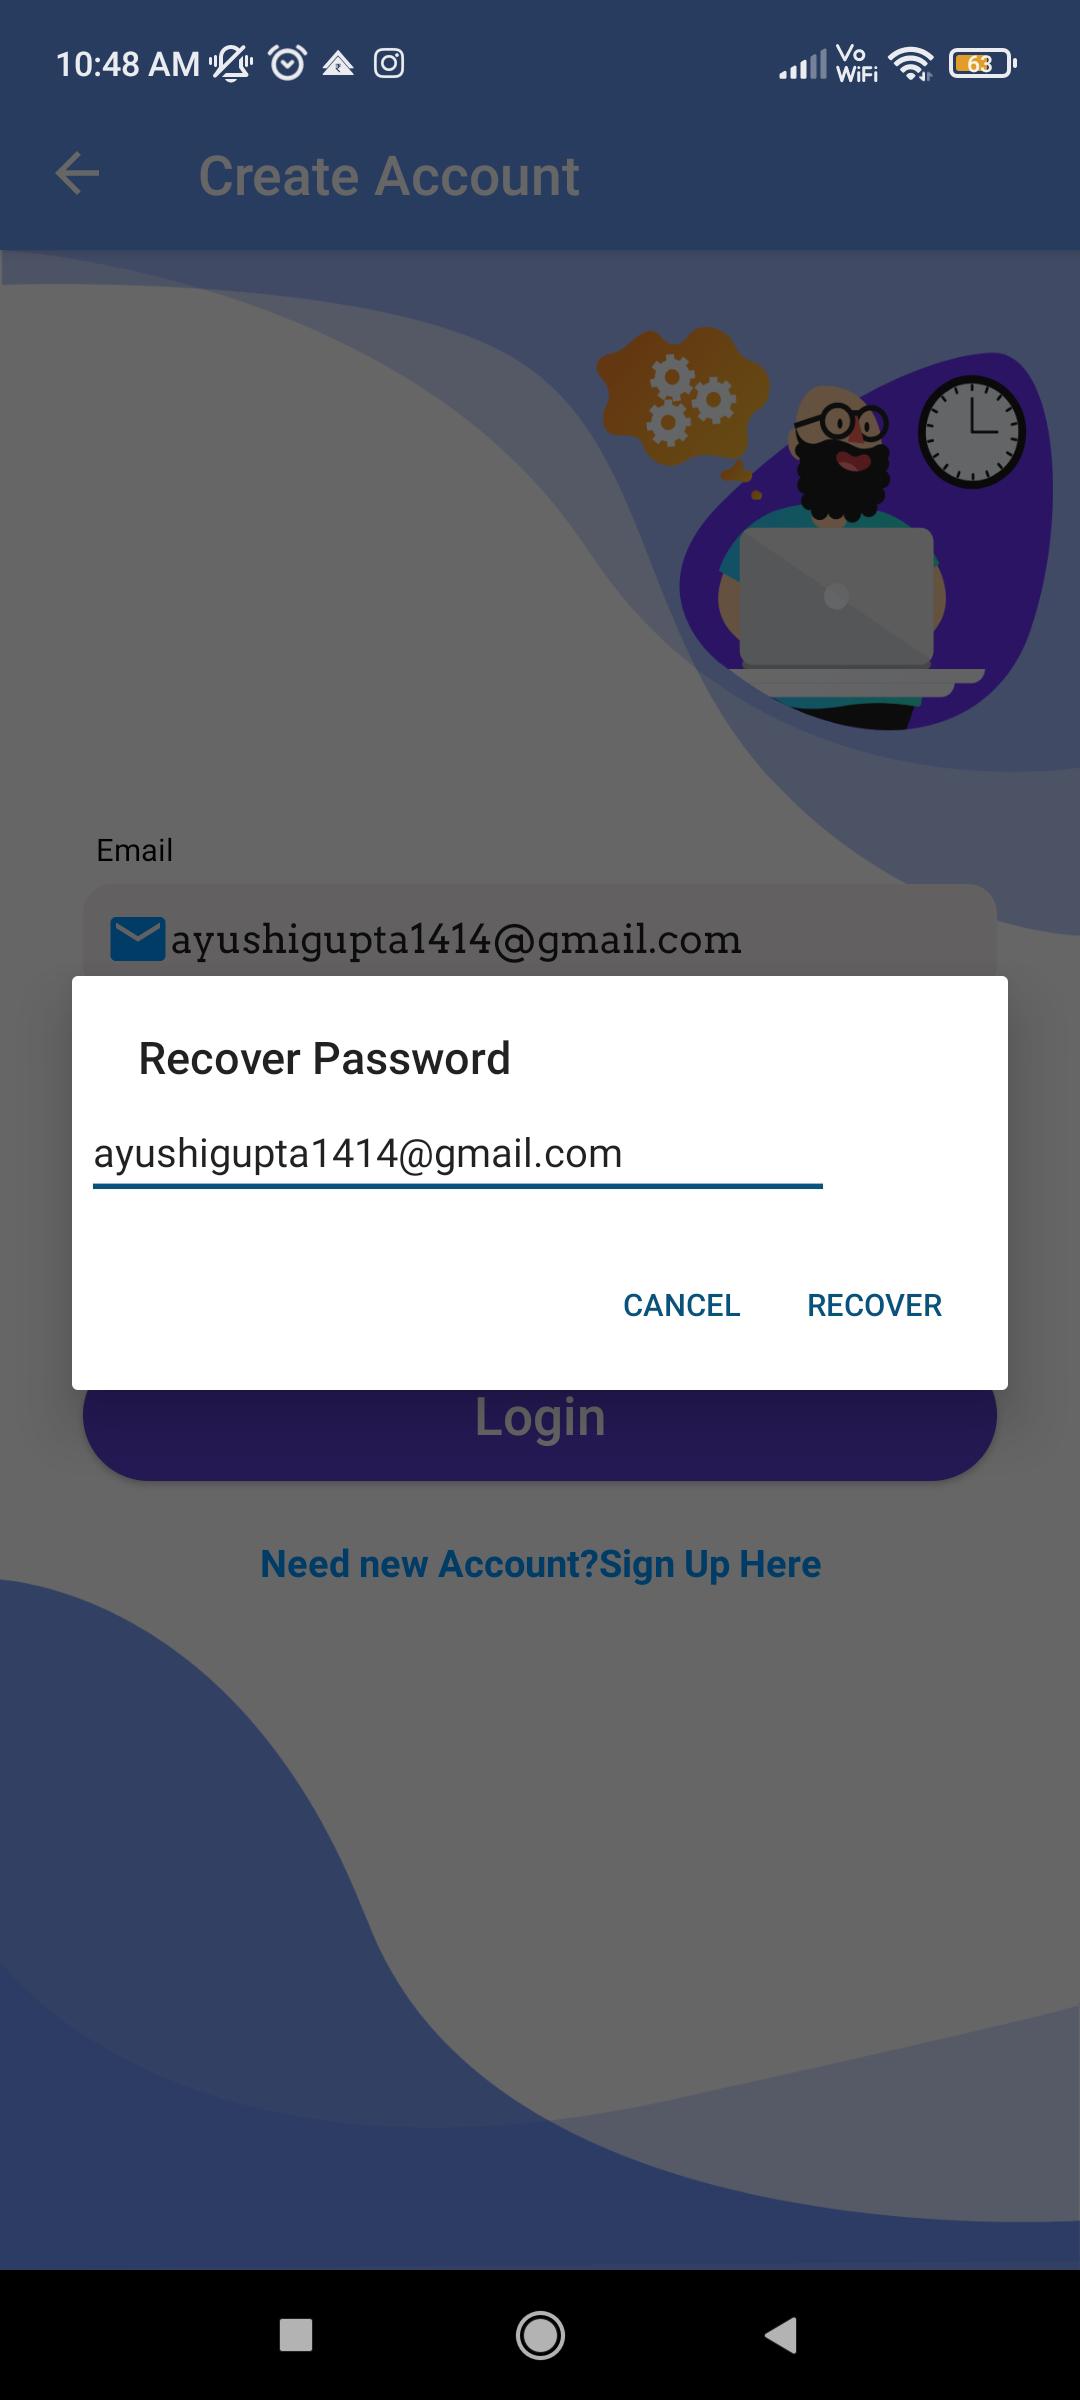 10:48 AM Vo WiFi 63
Create Account
Email
ayushigupta1414@gmail.com
Recover Password
ayushigupta1414@gmail.com
CANCEL RECOVER
Login
Need new Account?Sign Up Here